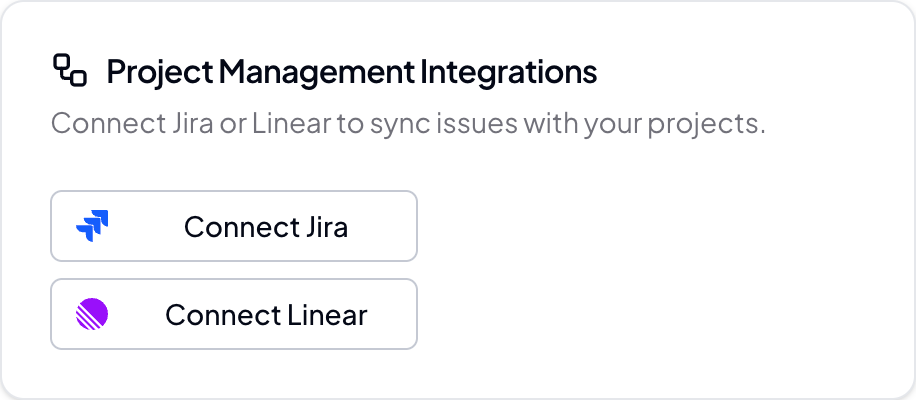 Project Management Integrations
Connect Jira or Linear to sync issues with your projects.
Connect Jira
Connect Linear